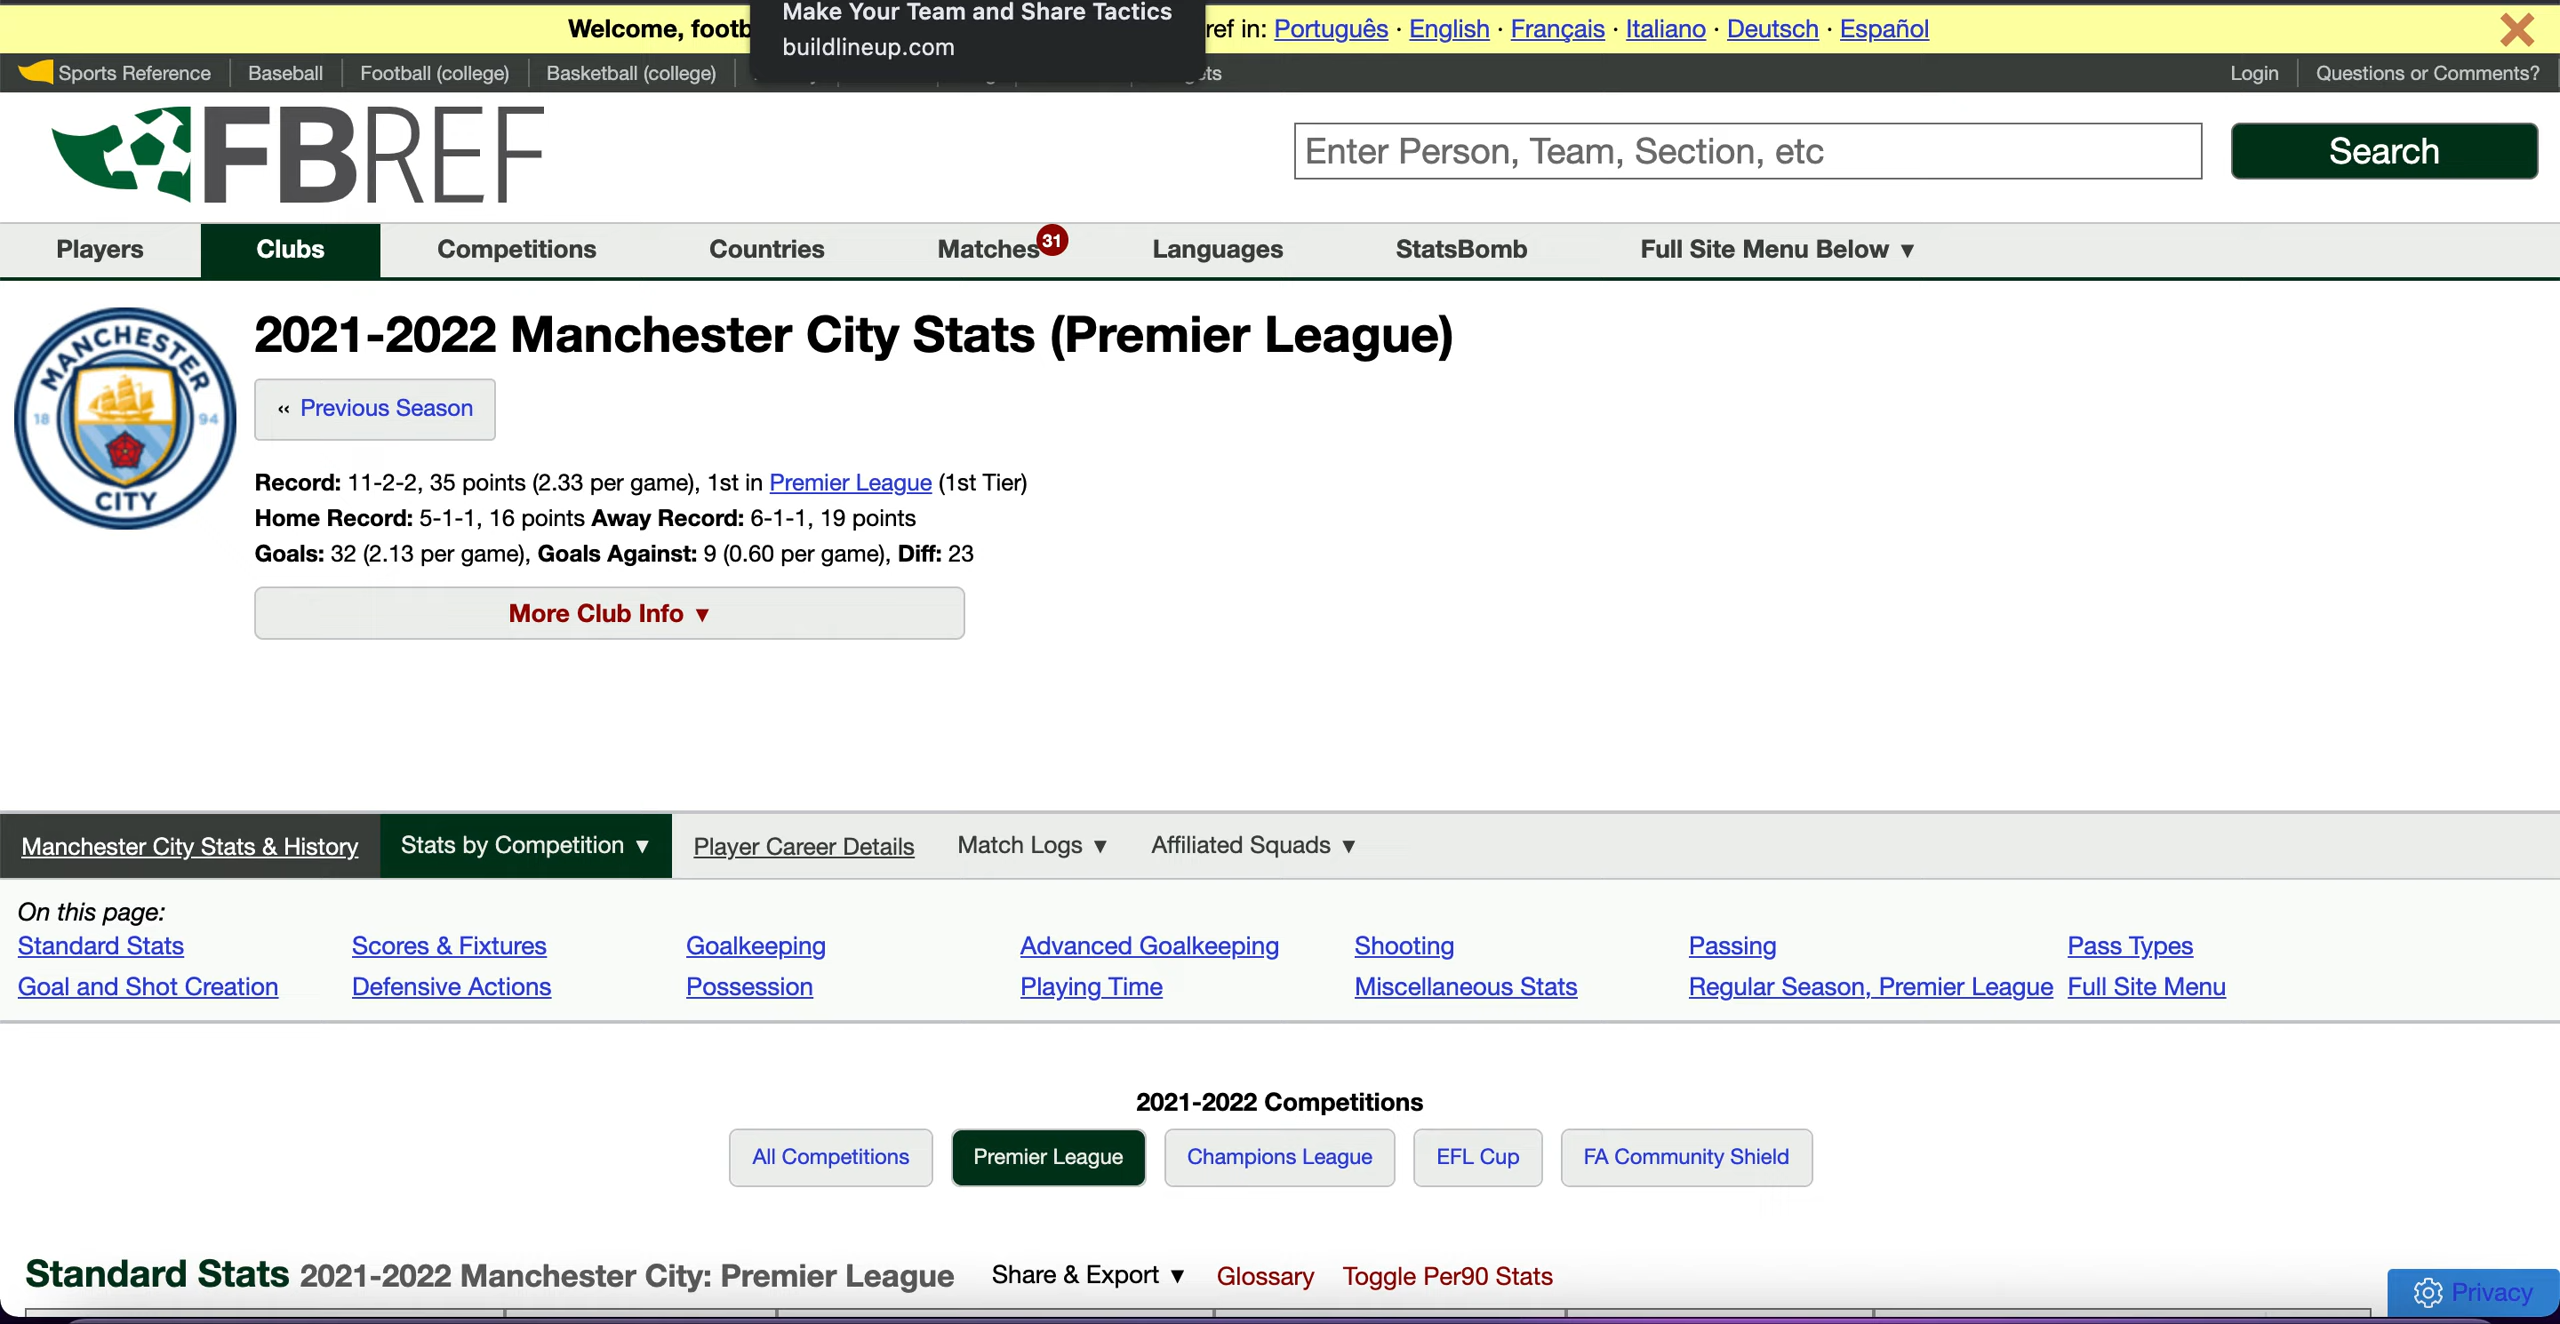 Make Your Team and Share Tactics
buildlineup.com
Welcome, footb ref in: Português · English · Français · Italiano · Deutsch · Español
Sports Reference Baseball Football (college) Basketball (college) Login Questions or Comments?
FBREF
Enter Person, Team, Section, etc
Search
Players Clubs Competitions Countries Matches 31 Languages StatsBomb Full Site Menu Below ▼
MANCHESTER
18 94
CITY
2021-2022 Manchester City Stats (Premier League)
« Previous Season
Record: 11-2-2, 35 points (2.33 per game), 1st in Premier League (1st Tier)
Home Record: 5-1-1, 16 points Away Record: 6-1-1, 19 points
Goals: 32 (2.13 per game), Goals Against: 9 (0.60 per game), Diff: 23
More Club Info ▼
Manchester City Stats & History Stats by Competition ▼ Player Career Details Match Logs ▼ Affiliated Squads ▼
On this page:
Standard Stats Scores & Fixtures Goalkeeping Advanced Goalkeeping Shooting Passing Pass Types
Goal and Shot Creation Defensive Actions Possession Playing Time Miscellaneous Stats Regular Season, Premier League Full Site Menu
2021-2022 Competitions
All Competitions Premier League Champions League EFL Cup FA Community Shield
Standard Stats 2021-2022 Manchester City: Premier League Share & Export ▼ Glossary Toggle Per90 Stats
Privacy